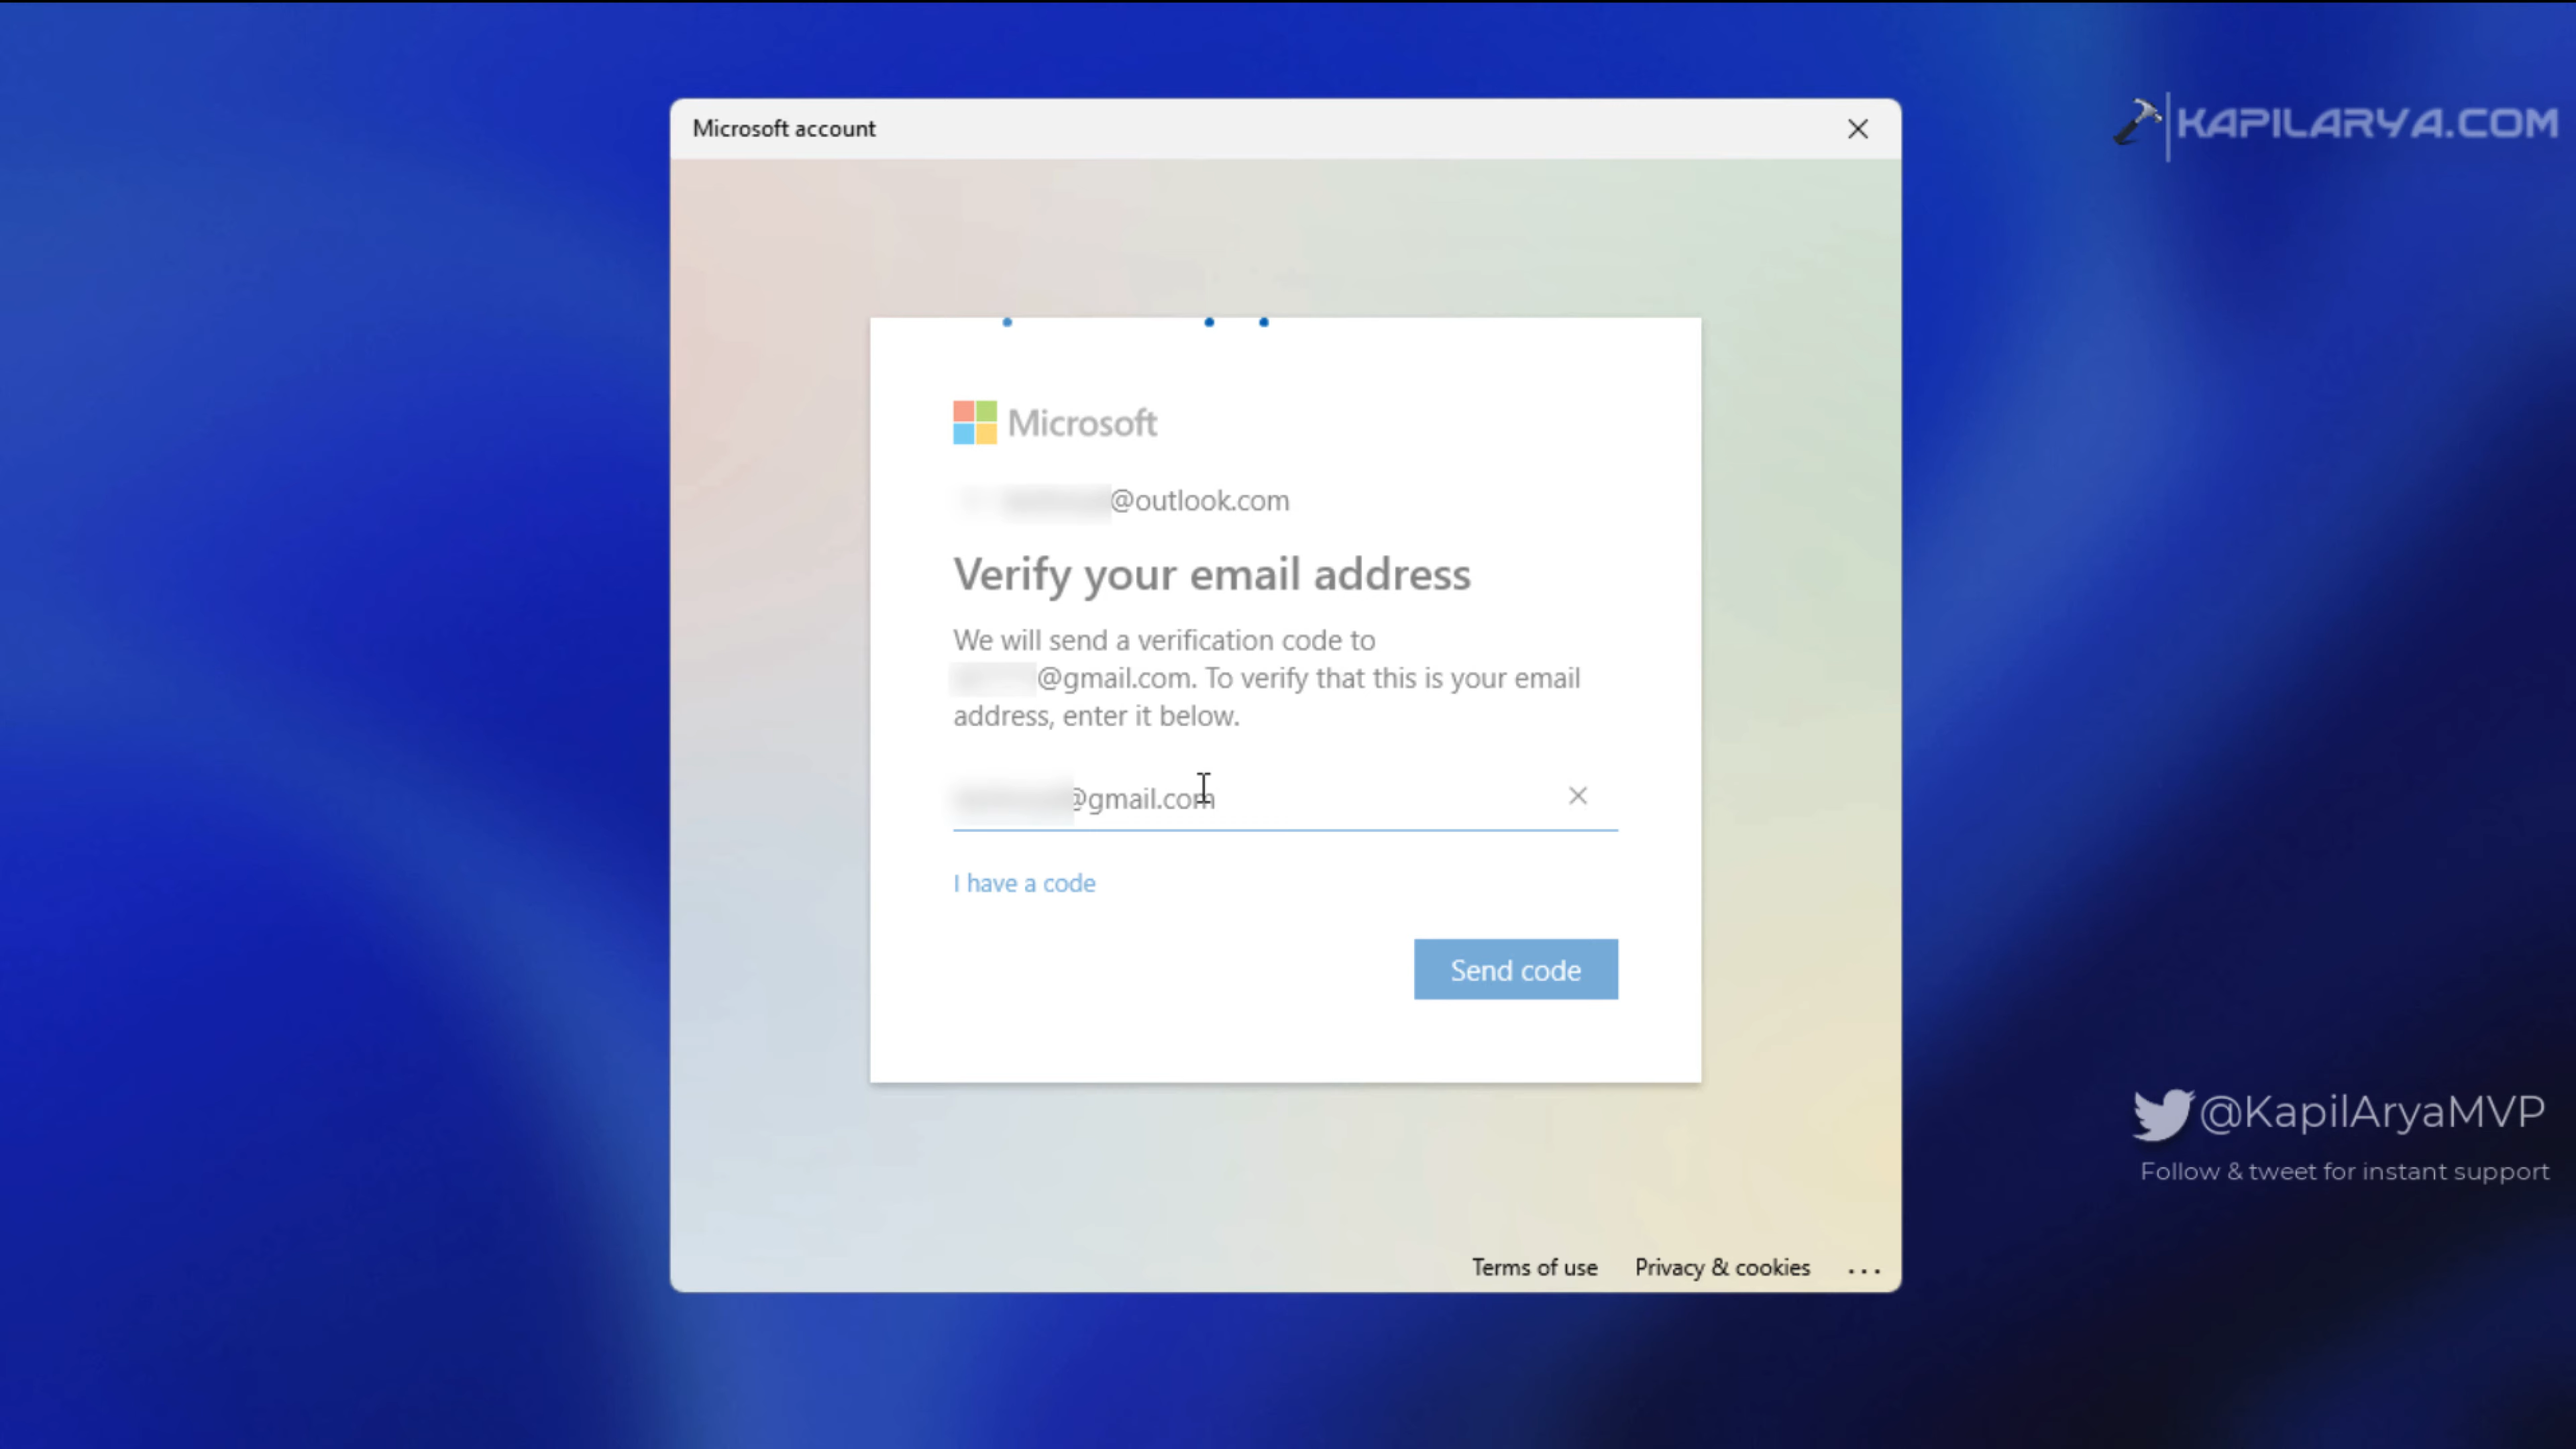 Microsoft account
KAPILARYA.COM
Microsoft
@outlook.com
Verify your email address
We will send a verification code to
@gmail.com. To verify that this is your email
address, enter it below.
@gmail.com
I have a code
Send code
@KapilAryaMVP
Follow & tweet for instant support
Terms of use Privacy & cookies ...